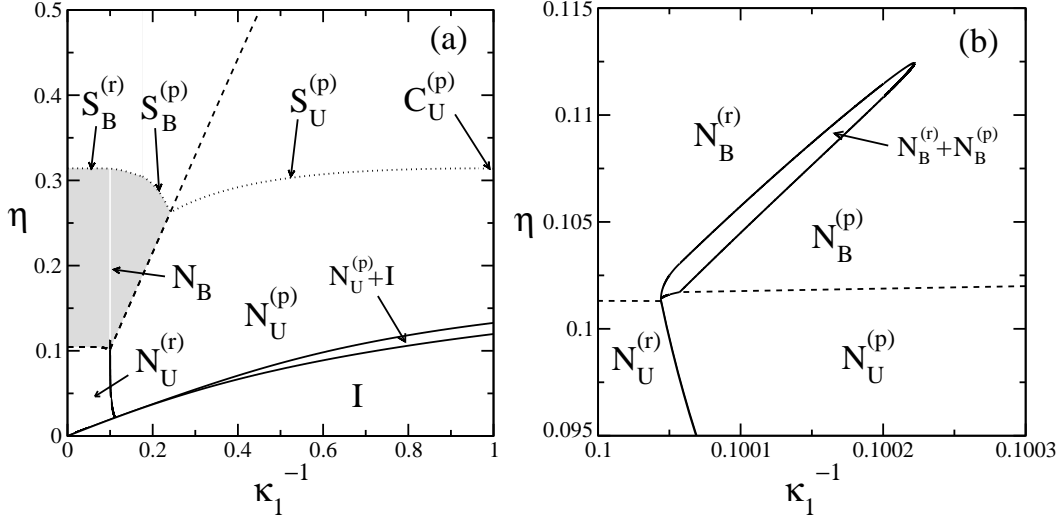 (a)
S_B^(r)
S_B^(p)
S_U^(p)
C_U^(p)
N_B
N_U^(p)
N_U^(p)+I
N_U^(r)
I
η
0.5
0.4
0.3
0.2
0.1
0
0 0.2 0.4 0.6 0.8 1
κ_1^−1
(b)
N_B^(r)
N_B^(r)+N_B^(p)
N_B^(p)
N_U^(r)
N_U^(p)
η
0.115
0.11
0.105
0.1
0.095
0.1 0.1001 0.1002 0.1003
κ_1^−1